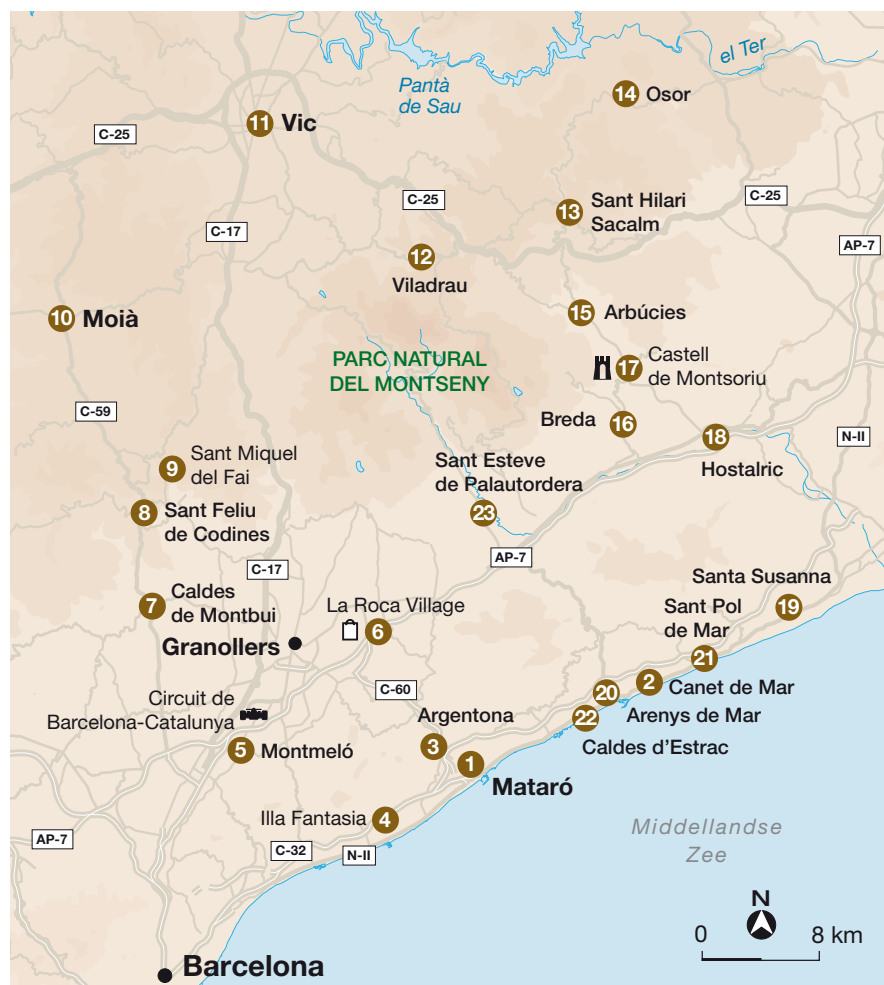 el Ter
Pantà
de Sau
14 Osor
11 Vic
C-25
C-25
13
Sant Hilari
Sacalm
C-25
C-17
AP-7
12
Viladrau
10 Moià
15 Arbúcies
PARC NATURAL
DEL MONTSENY
17
Castell
de Montsoriu
C-59
Breda 16
18
Hostalric
N-II
9
Sant Miquel
del Fai
Sant Esteve
de Palautordera
23
8
Sant Feliu
de Codines
AP-7
C-17
Santa Susanna
19
7
Caldes
de Montbui
La Roca Village
6
Sant Pol
de Mar
21
Granollers
2
Canet de Mar
C-60
20
Arenys de Mar
Circuit de
Barcelona-Catalunya
Argentona
3
22
Caldes d'Estrac
5 Montmeló
1
Mataró
Illa Fantasia 4
Middellandse
Zee
AP-7
C-32
N-II
N
0 8 km
Barcelona